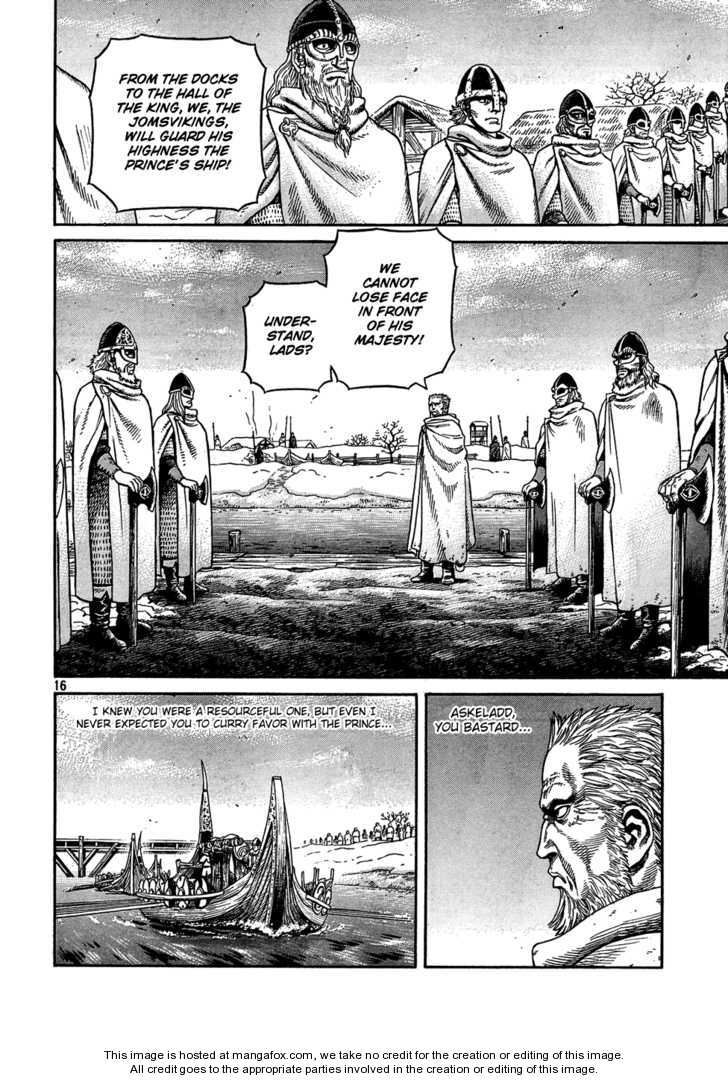 FROM THE DOCKS
TO THE HALL OF
THE KING, WE, THE
JOMSVIKINGS,
WILL GUARD HIS
HIGHNESS THE
PRINCE'S SHIP!
WE
CANNOT
LOSE FACE
IN FRONT
OF HIS
MAJESTY!
UNDER-
STAND,
LADS?
16
I KNEW YOU WERE A RESOURCEFUL ONE, BUT EVEN I
NEVER EXPECTED YOU TO CURRY FAVOR WITH THE PRINCE...
ASKELADD,
YOU BASTARD...
This image is hosted at mangafox.com, we take no credit for the creation or editing of this image.
All credit goes to the appropriate parties involved in the creation or editing of this image.